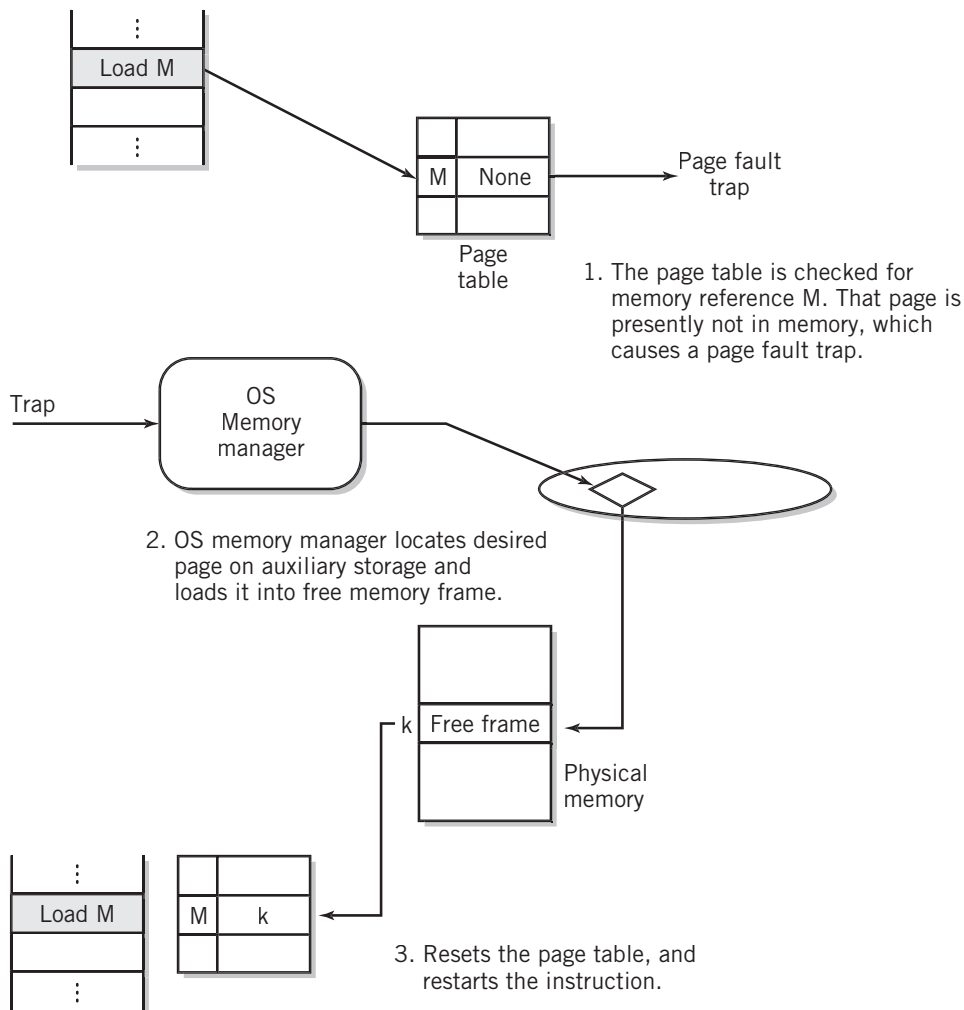 ⋮
Load M
⋮
M None
Page
table
Page fault
trap
1. The page table is checked for
memory reference M. That page is
presently not in memory, which
causes a page fault trap.
Trap
OS
Memory
manager
2. OS memory manager locates desired
page on auxiliary storage and
loads it into free memory frame.
k Free frame
Physical
memory
⋮
Load M
⋮
M k
3. Resets the page table, and
restarts the instruction.